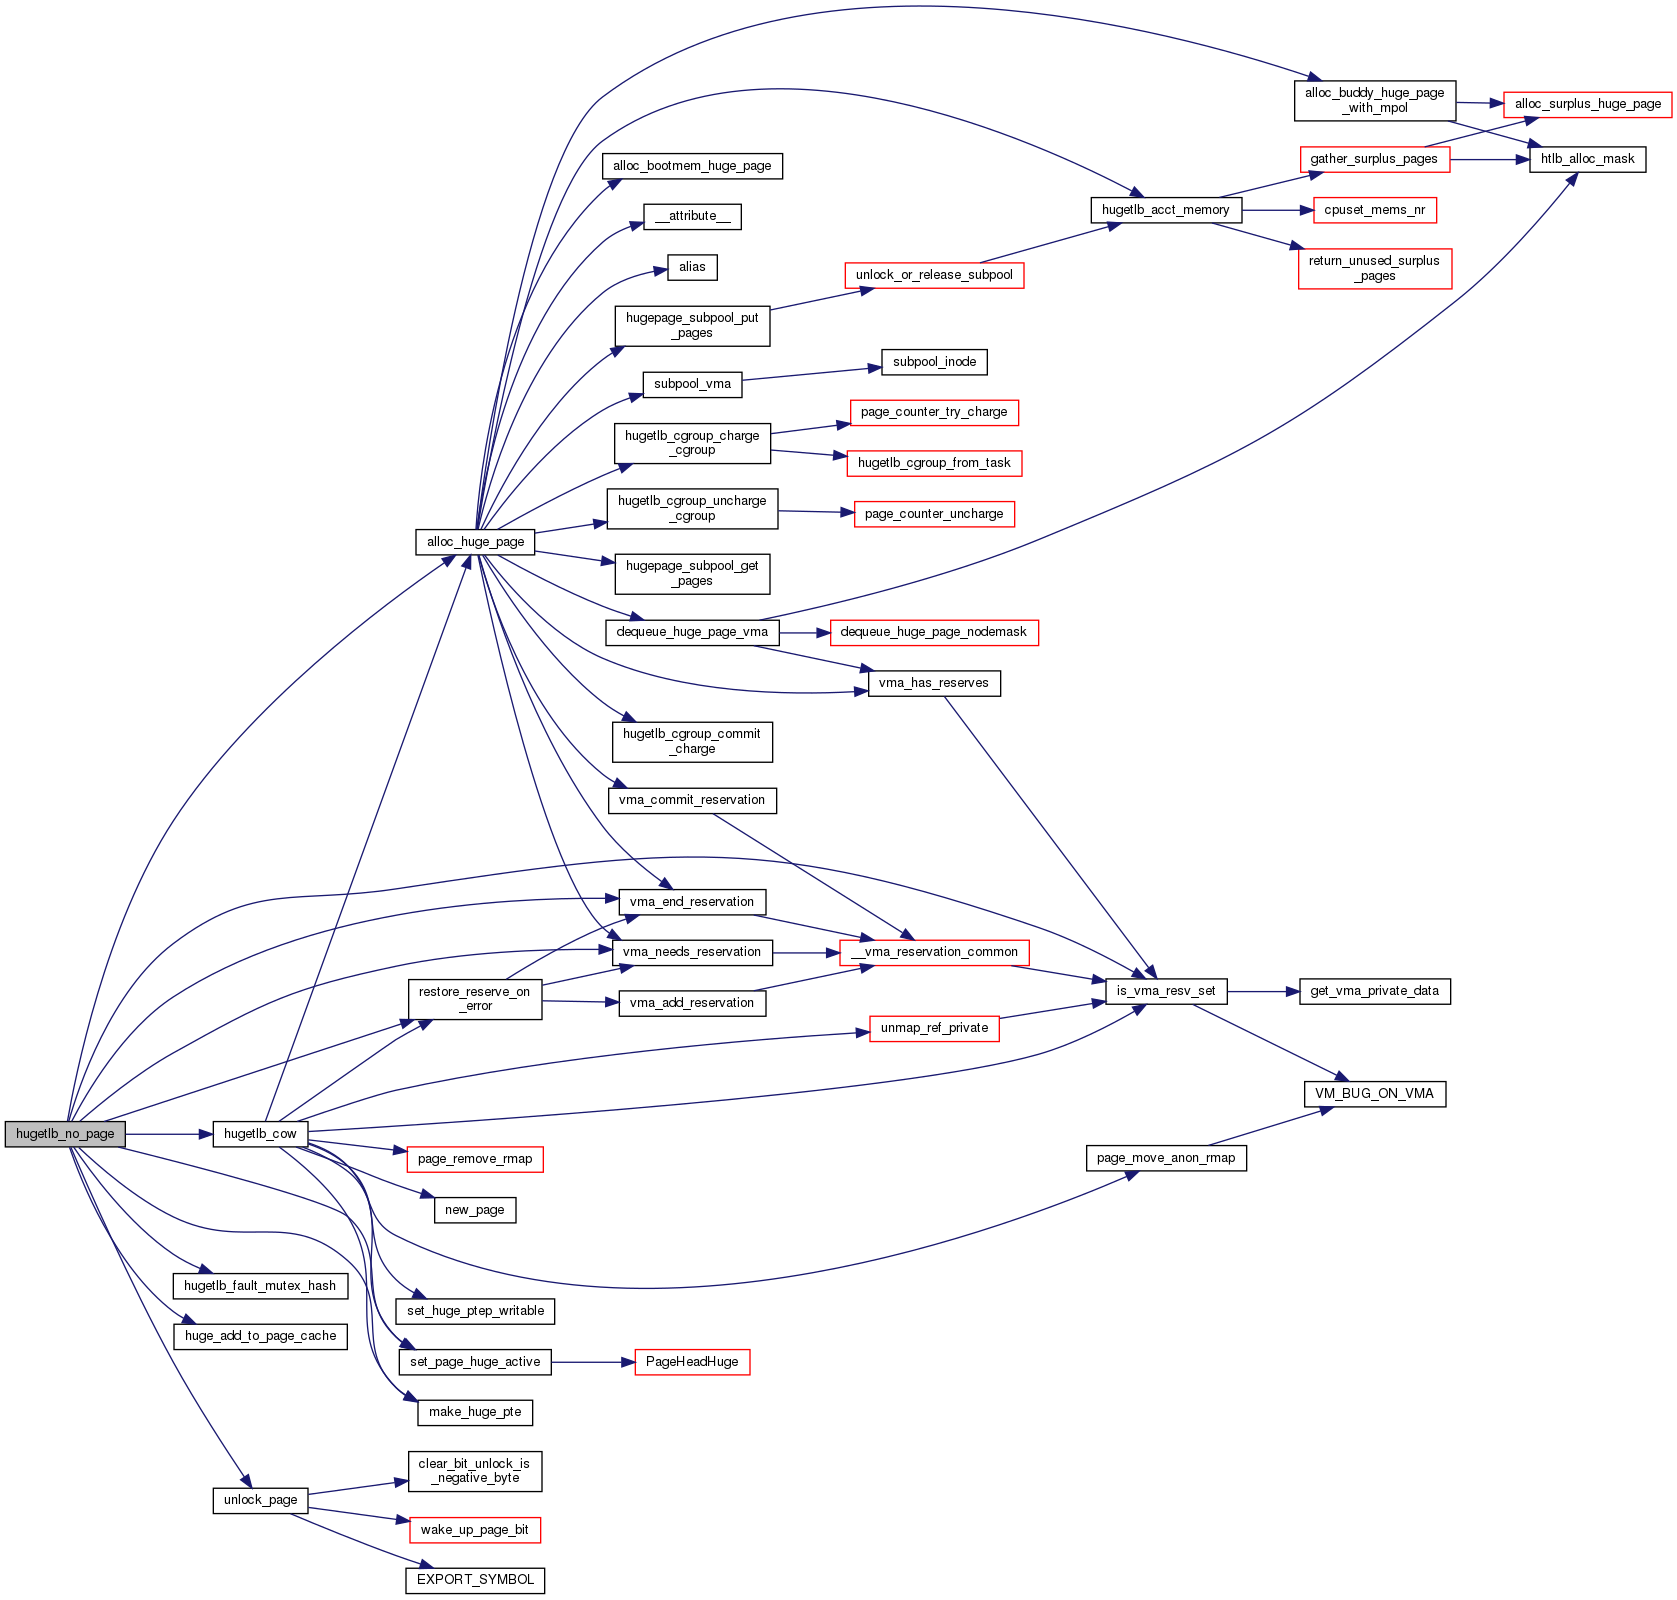 alloc_buddy_huge_page
_with_mpol
alloc_surplus_huge_page
gather_surplus_pages
htlb_alloc_mask
alloc_bootmem_huge_page
__attribute__
hugetlb_acct_memory
cpuset_mems_nr
alias
unlock_or_release_subpool
return_unused_surplus
_pages
hugepage_subpool_put
_pages
subpool_vma
subpool_inode
page_counter_try_charge
hugetlb_cgroup_charge
_cgroup
hugetlb_cgroup_from_task
hugetlb_cgroup_uncharge
_cgroup
page_counter_uncharge
alloc_huge_page
hugepage_subpool_get
_pages
dequeue_huge_page_vma
dequeue_huge_page_nodemask
vma_has_reserves
hugetlb_cgroup_commit
_charge
vma_commit_reservation
vma_end_reservation
vma_needs_reservation
__vma_reservation_common
restore_reserve_on
_error
vma_add_reservation
is_vma_resv_set
get_vma_private_data
unmap_ref_private
VM_BUG_ON_VMA
hugetlb_no_page
hugetlb_cow
page_remove_rmap
page_move_anon_rmap
new_page
hugetlb_fault_mutex_hash
set_huge_ptep_writable
huge_add_to_page_cache
set_page_huge_active
PageHeadHuge
make_huge_pte
clear_bit_unlock_is
_negative_byte
unlock_page
wake_up_page_bit
EXPORT_SYMBOL